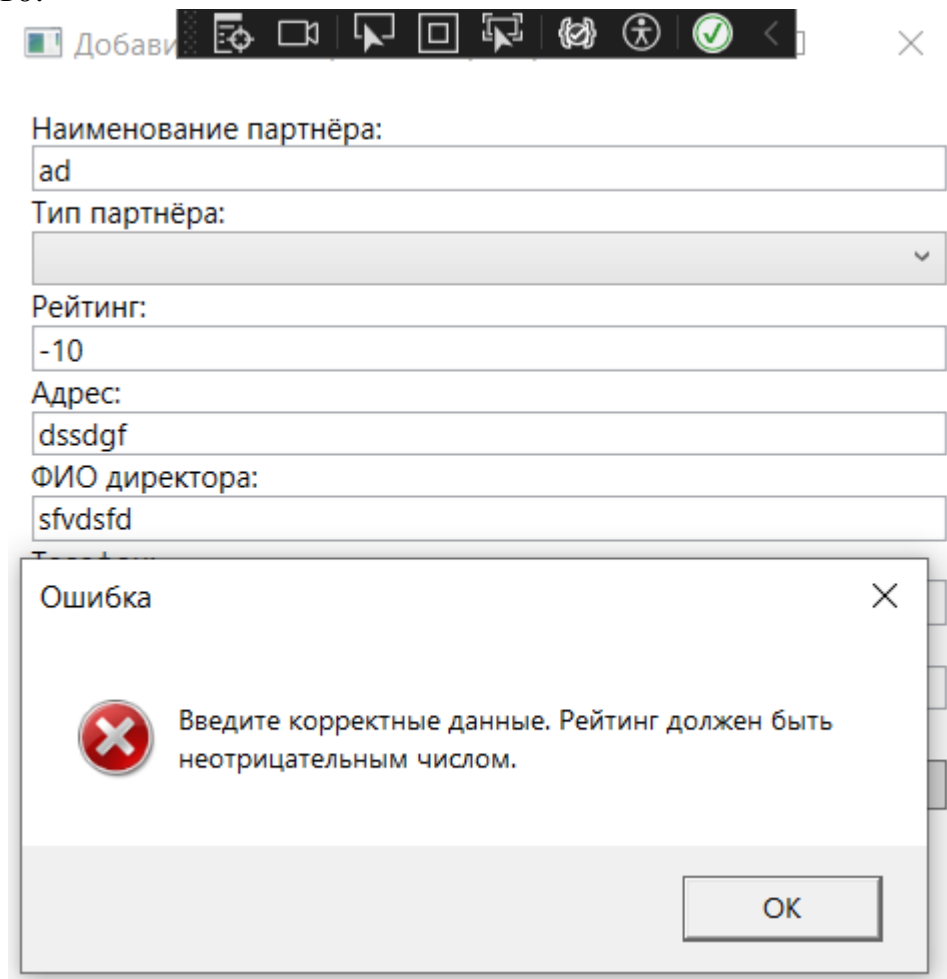 Добави
Наименование партнёра:
ad
Тип партнёра:
Рейтинг:
-10
Адрес:
dssdgf
ФИО директора:
sfvdsfd
Ошибка
Введите корректные данные. Рейтинг должен быть
неотрицательным числом.
OK